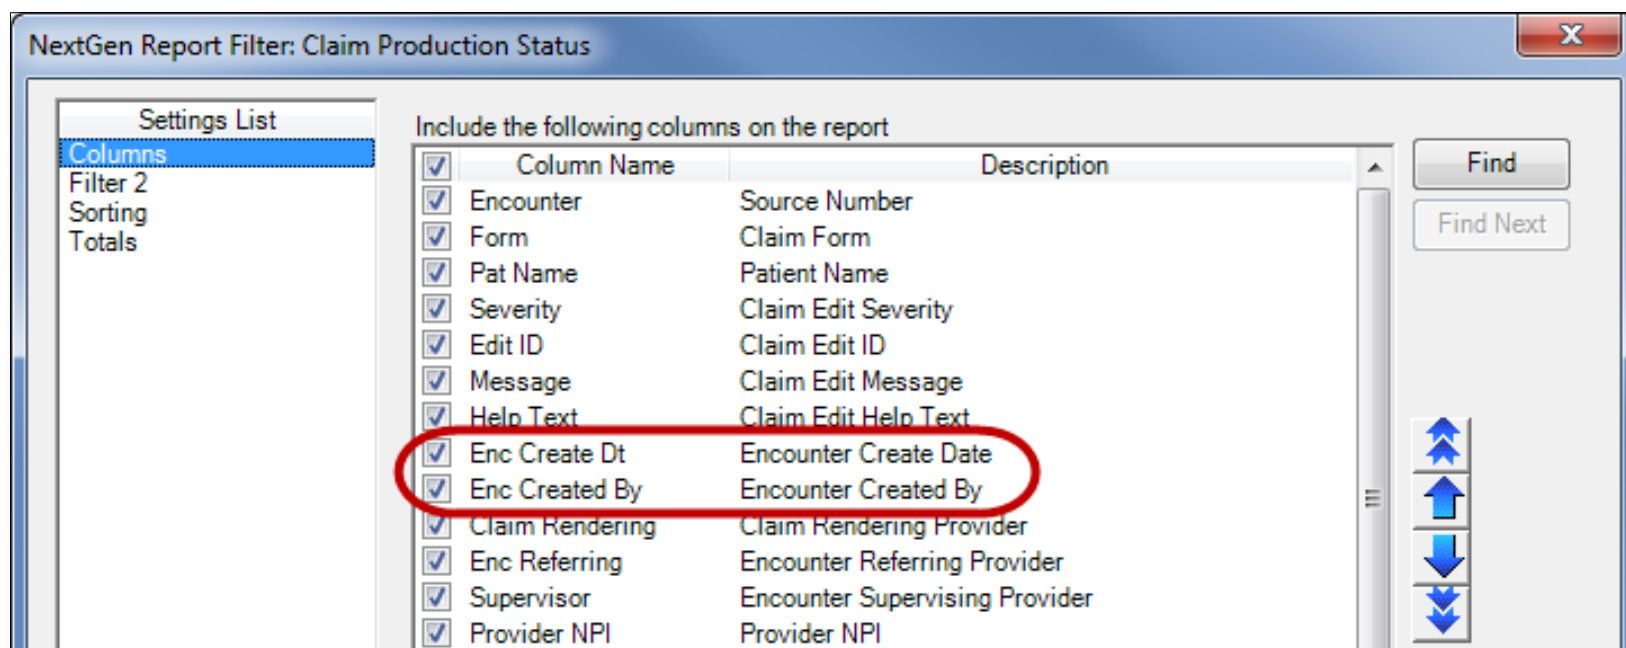 NextGen Report Filter: Claim Production Status
Settings List
Columns
Filter 2
Sorting
Totals
Include the following columns on the report
Column Name Description
Encounter Source Number
Form Claim Form
Pat Name Patient Name
Severity Claim Edit Severity
Edit ID Claim Edit ID
Message Claim Edit Message
Help Text Claim Edit Help Text
Enc Create Dt Encounter Create Date
Enc Created By Encounter Created By
Claim Rendering Claim Rendering Provider
Enc Referring Encounter Referring Provider
Supervisor Encounter Supervising Provider
Provider NPI Provider NPI
Find
Find Next